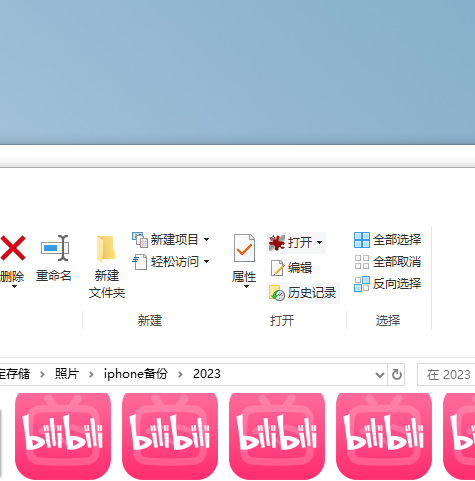 新建项目
打开
全部选择
轻松访问
全部取消
删除
重命名
新建
文件夹
属性
编辑
反向选择
历史记录
新建
打开
选择
定存储 > 照片 > iphone备份 > 2023
在 2023
bilibili
bilibili
bilibili
bilibili